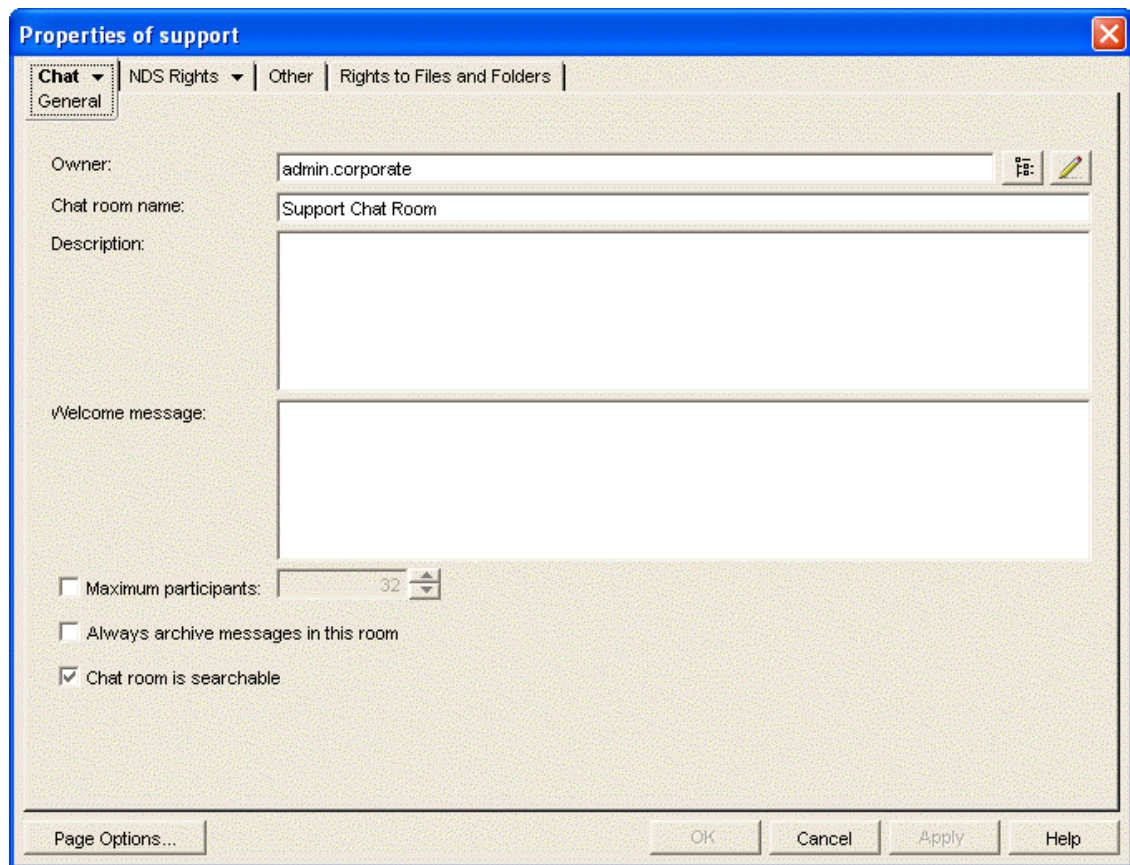 Properties of support
Chat NDS Rights Other Rights to Files and Folders
General
Owner: admin.corporate
Chat room name: Support Chat Room
Description:
Welcome message:
Maximum participants: 32
Always archive messages in this room
Chat room is searchable
Page Options... OK Cancel Apply Help